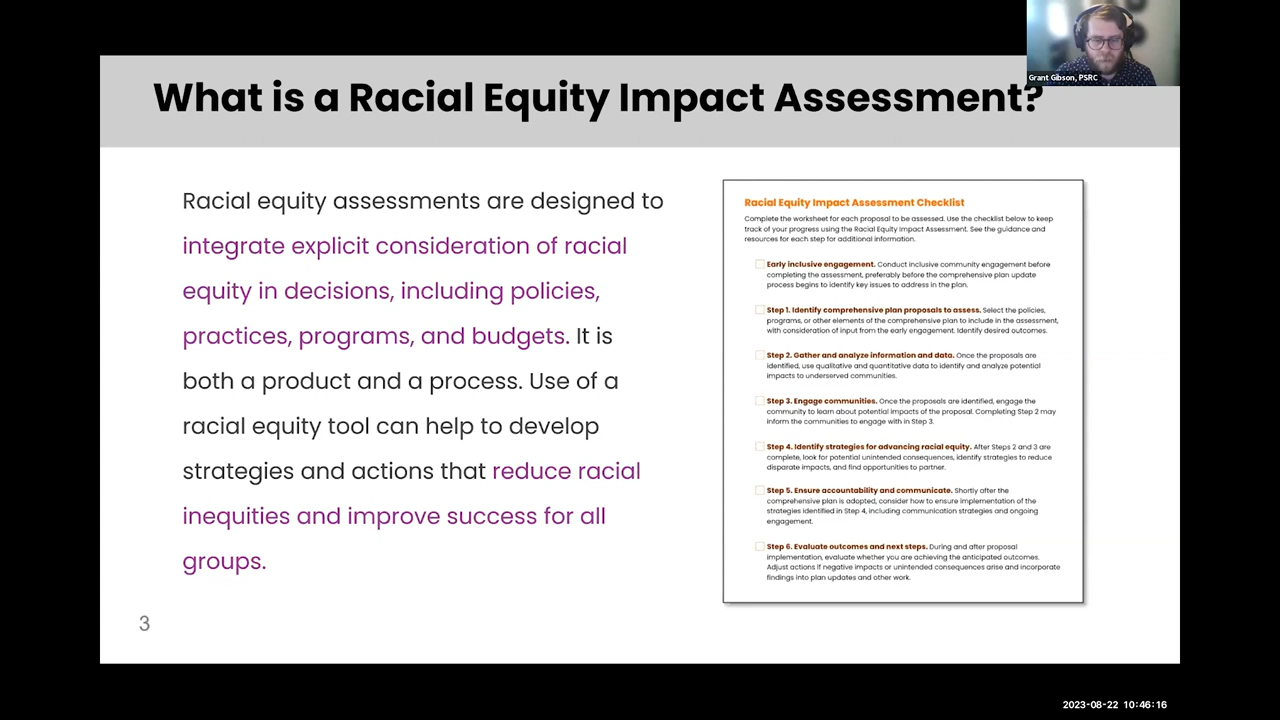 What is a Racial Equity Impact Assessment?
Grant Gibson, PSRC
Racial equity assessments are designed to
integrate explicit consideration of racial
equity in decisions, including policies,
practices, programs, and budgets. It is
both a product and a process. Use of a
racial equity tool can help to develop
strategies and actions that reduce racial
inequities and improve success for all
groups.
Racial Equity Impact Assessment Checklist
Complete the worksheet for each proposal to be assessed. Use the checklist below to keep
track of your progress using the Racial Equity Impact Assessment. See the guidance and
resources for each step for additional information.
Early inclusive engagement. Conduct inclusive community engagement before
completing the assessment, preferably before the comprehensive plan update
process begins to identify key issues to address in the plan.
Step 1. Identify comprehensive plan proposals to assess. Select the policies,
programs, or other elements of the comprehensive plan to include in the assessment,
with consideration of input from the early engagement. Identify desired outcomes.
Step 2. Gather and analyze information and data. Once the proposals are
identified, use qualitative and quantitative data to identify and analyze potential
impacts to underserved communities.
Step 3. Engage communities. Once the proposals are identified, engage the
community to learn about potential impacts of the proposal. Completing Step 2 may
inform the communities to engage with in Step 3.
Step 4. Identify strategies for advancing racial equity. After Steps 2 and 3 are
complete, look for potential unintended consequences, identify strategies to reduce
disparate impacts, and find opportunities to partner.
Step 5. Ensure accountability and communicate. Shortly after the
comprehensive plan is adopted, consider how to ensure implementation of the
strategies identified in Step 4, including communication strategies and ongoing
engagement.
Step 6. Evaluate outcomes and next steps. During and after proposal
implementation, evaluate whether you are achieving the anticipated outcomes.
Adjust actions if negative impacts or unintended consequences arise and incorporate
findings into plan updates and other work.
3
2023-08-22 10:46:16